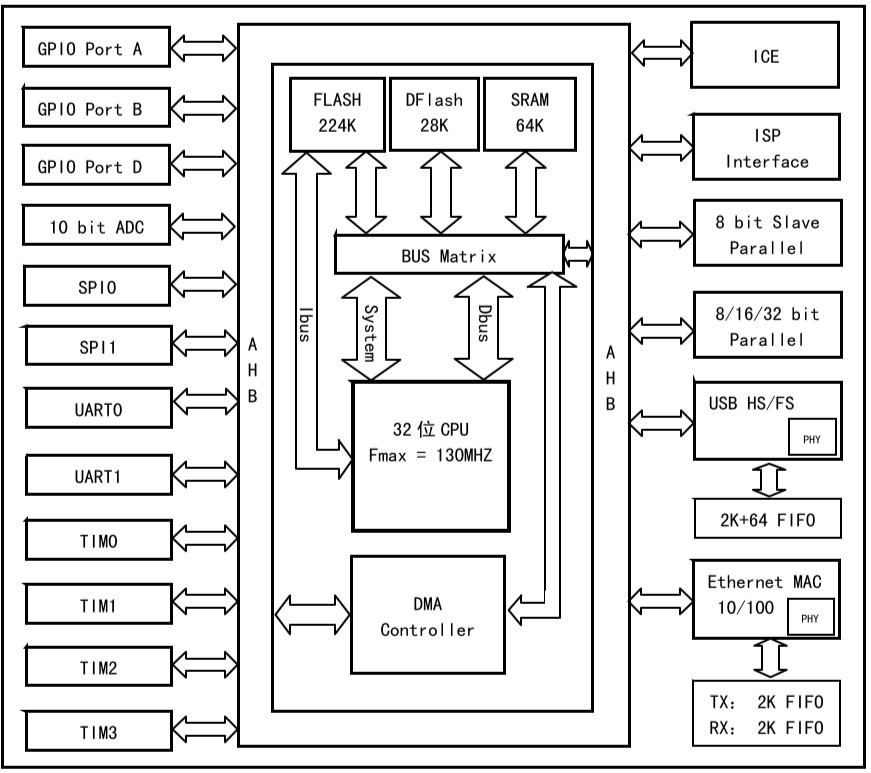 GPIO Port A
GPIO Port B
GPIO Port D
10 bit ADC
SPI0
SPI1
UART0
UART1
TIM0
TIM1
TIM2
TIM3
AHB
FLASH
224K
DFlash
28K
SRAM
64K
BUS Matrix
Ibus
System
Dbus
32 位 CPU
Fmax = 130MHZ
DMA
Controller
AHB
ICE
ISP
Interface
8 bit Slave
Parallel
8/16/32 bit
Parallel
USB HS/FS
PHY
2K+64 FIFO
Ethernet MAC
10/100
PHY
TX: 2K FIFO
RX: 2K FIFO